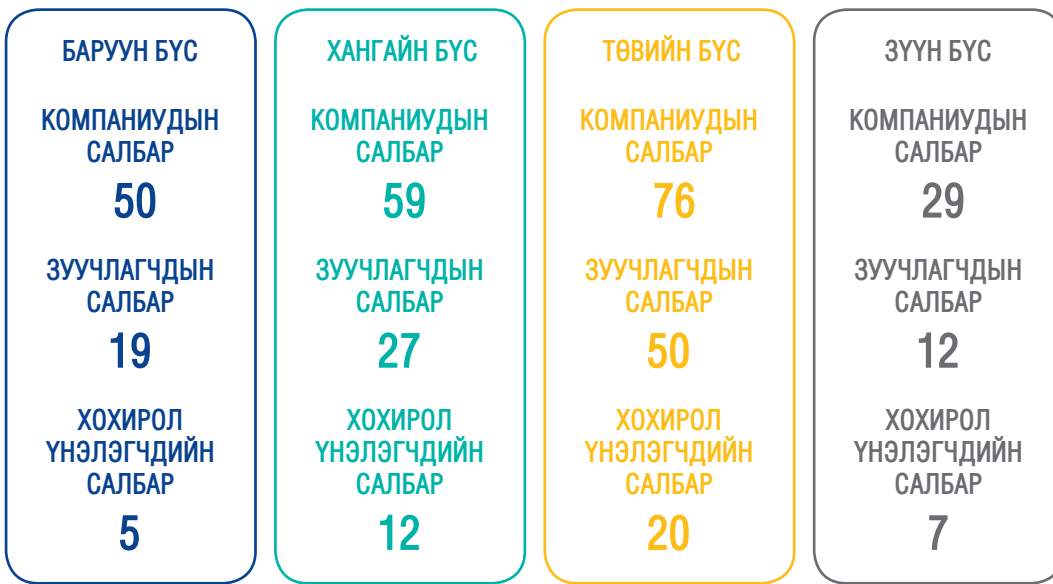 БАРУУН БҮС
КОМПАНИУДЫН
САЛБАР
50
ЗУУЧЛАГЧДЫН
САЛБАР
19
ХОХИРОЛ
ҮНЭЛЭГЧДИЙН
САЛБАР
5
ХАНГАЙН БҮС
КОМПАНИУДЫН
САЛБАР
59
ЗУУЧЛАГЧДЫН
САЛБАР
27
ХОХИРОЛ
ҮНЭЛЭГЧДИЙН
САЛБАР
12
ТӨВИЙН БҮС
КОМПАНИУДЫН
САЛБАР
76
ЗУУЧЛАГЧДЫН
САЛБАР
50
ХОХИРОЛ
ҮНЭЛЭГЧДИЙН
САЛБАР
20
ЗҮҮН БҮС
КОМПАНИУДЫН
САЛБАР
29
ЗУУЧЛАГЧДЫН
САЛБАР
12
ХОХИРОЛ
ҮНЭЛЭГЧДИЙН
САЛБАР
7